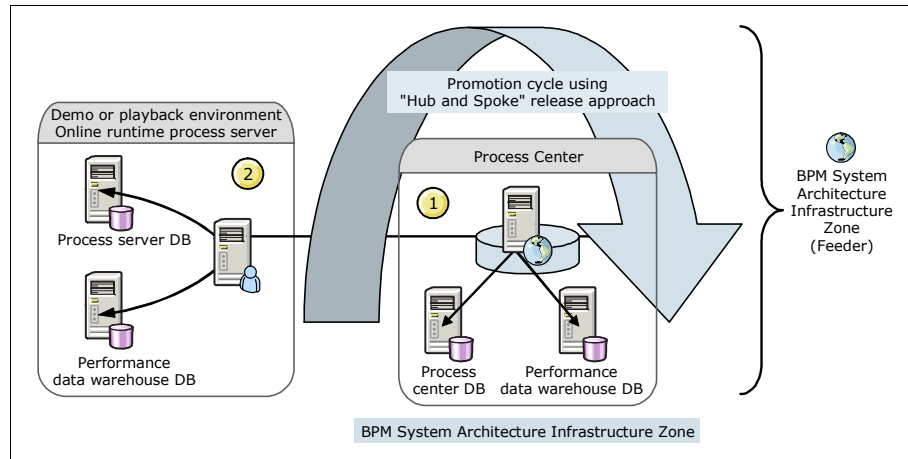 Promotion cycle using
"Hub and Spoke" release approach
Demo or playback environment
Online runtime process server
2
Process server DB
Performance
data warehouse DB
Process Center
1
Process
center DB
Performance
data warehouse DB
BPM System Architecture Infrastructure Zone
BPM System
Architecture
Infrastructure
Zone
(Feeder)